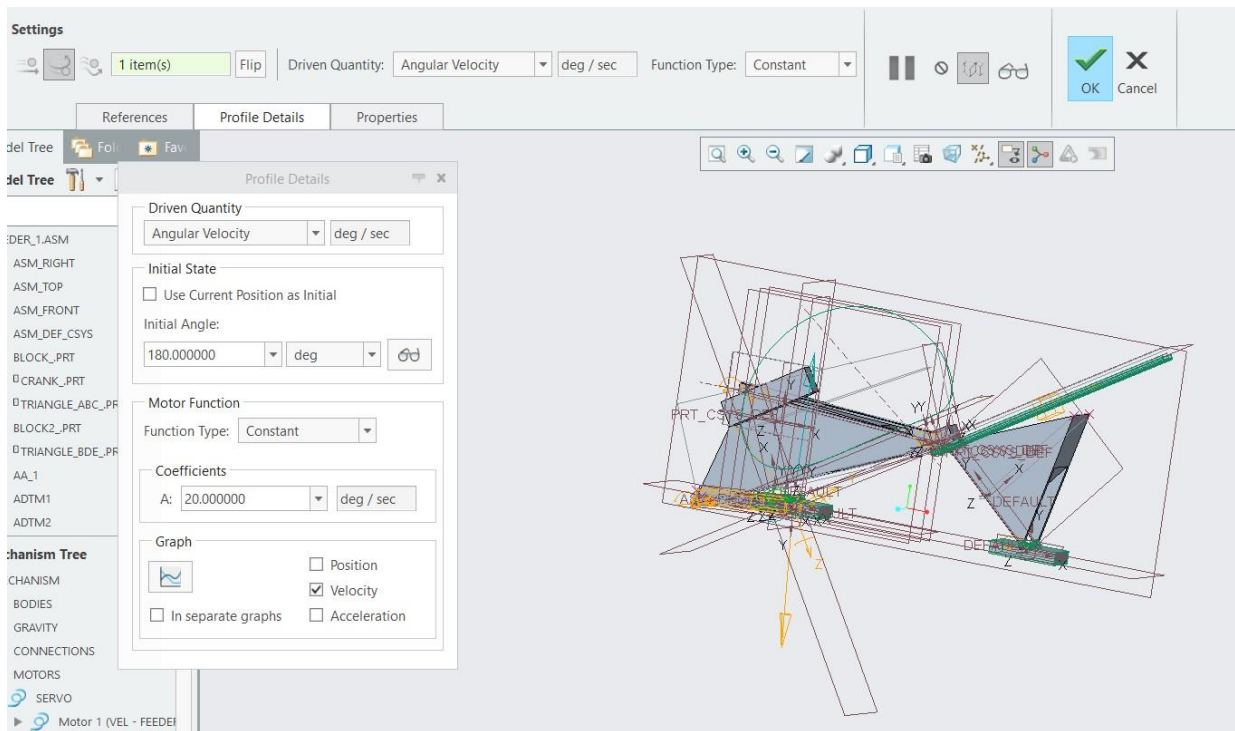 Settings
1 item(s) Flip Driven Quantity: Angular Velocity deg / sec Function Type: Constant
OK Cancel
References Profile Details Properties
del Tree Fol Fav
del Tree
Profile Details
Driven Quantity
Angular Velocity deg / sec
Initial State
Use Current Position as Initial
Initial Angle:
180.000000 deg
Motor Function
Function Type: Constant
Coefficients
A: 20.000000 deg / sec
Graph
Position
Velocity
In separate graphs Acceleration
EDER_1.ASM
ASM_RIGHT
ASM_TOP
ASM_FRONT
ASM_DEF_CSYS
BLOCK_.PRT
CRANK_.PRT
TRIANGLE_ABC_.PR
BLOCK2_.PRT
TRIANGLE_BDE_.PR
AA_1
ADTM1
ADTM2
chanism Tree
CHANISM
BODIES
GRAVITY
CONNECTIONS
MOTORS
SERVO
Motor 1 (VEL - FEEDER
Y
YY
Z
X
X
Z
X
Z
Y
Z
X
Y
Z